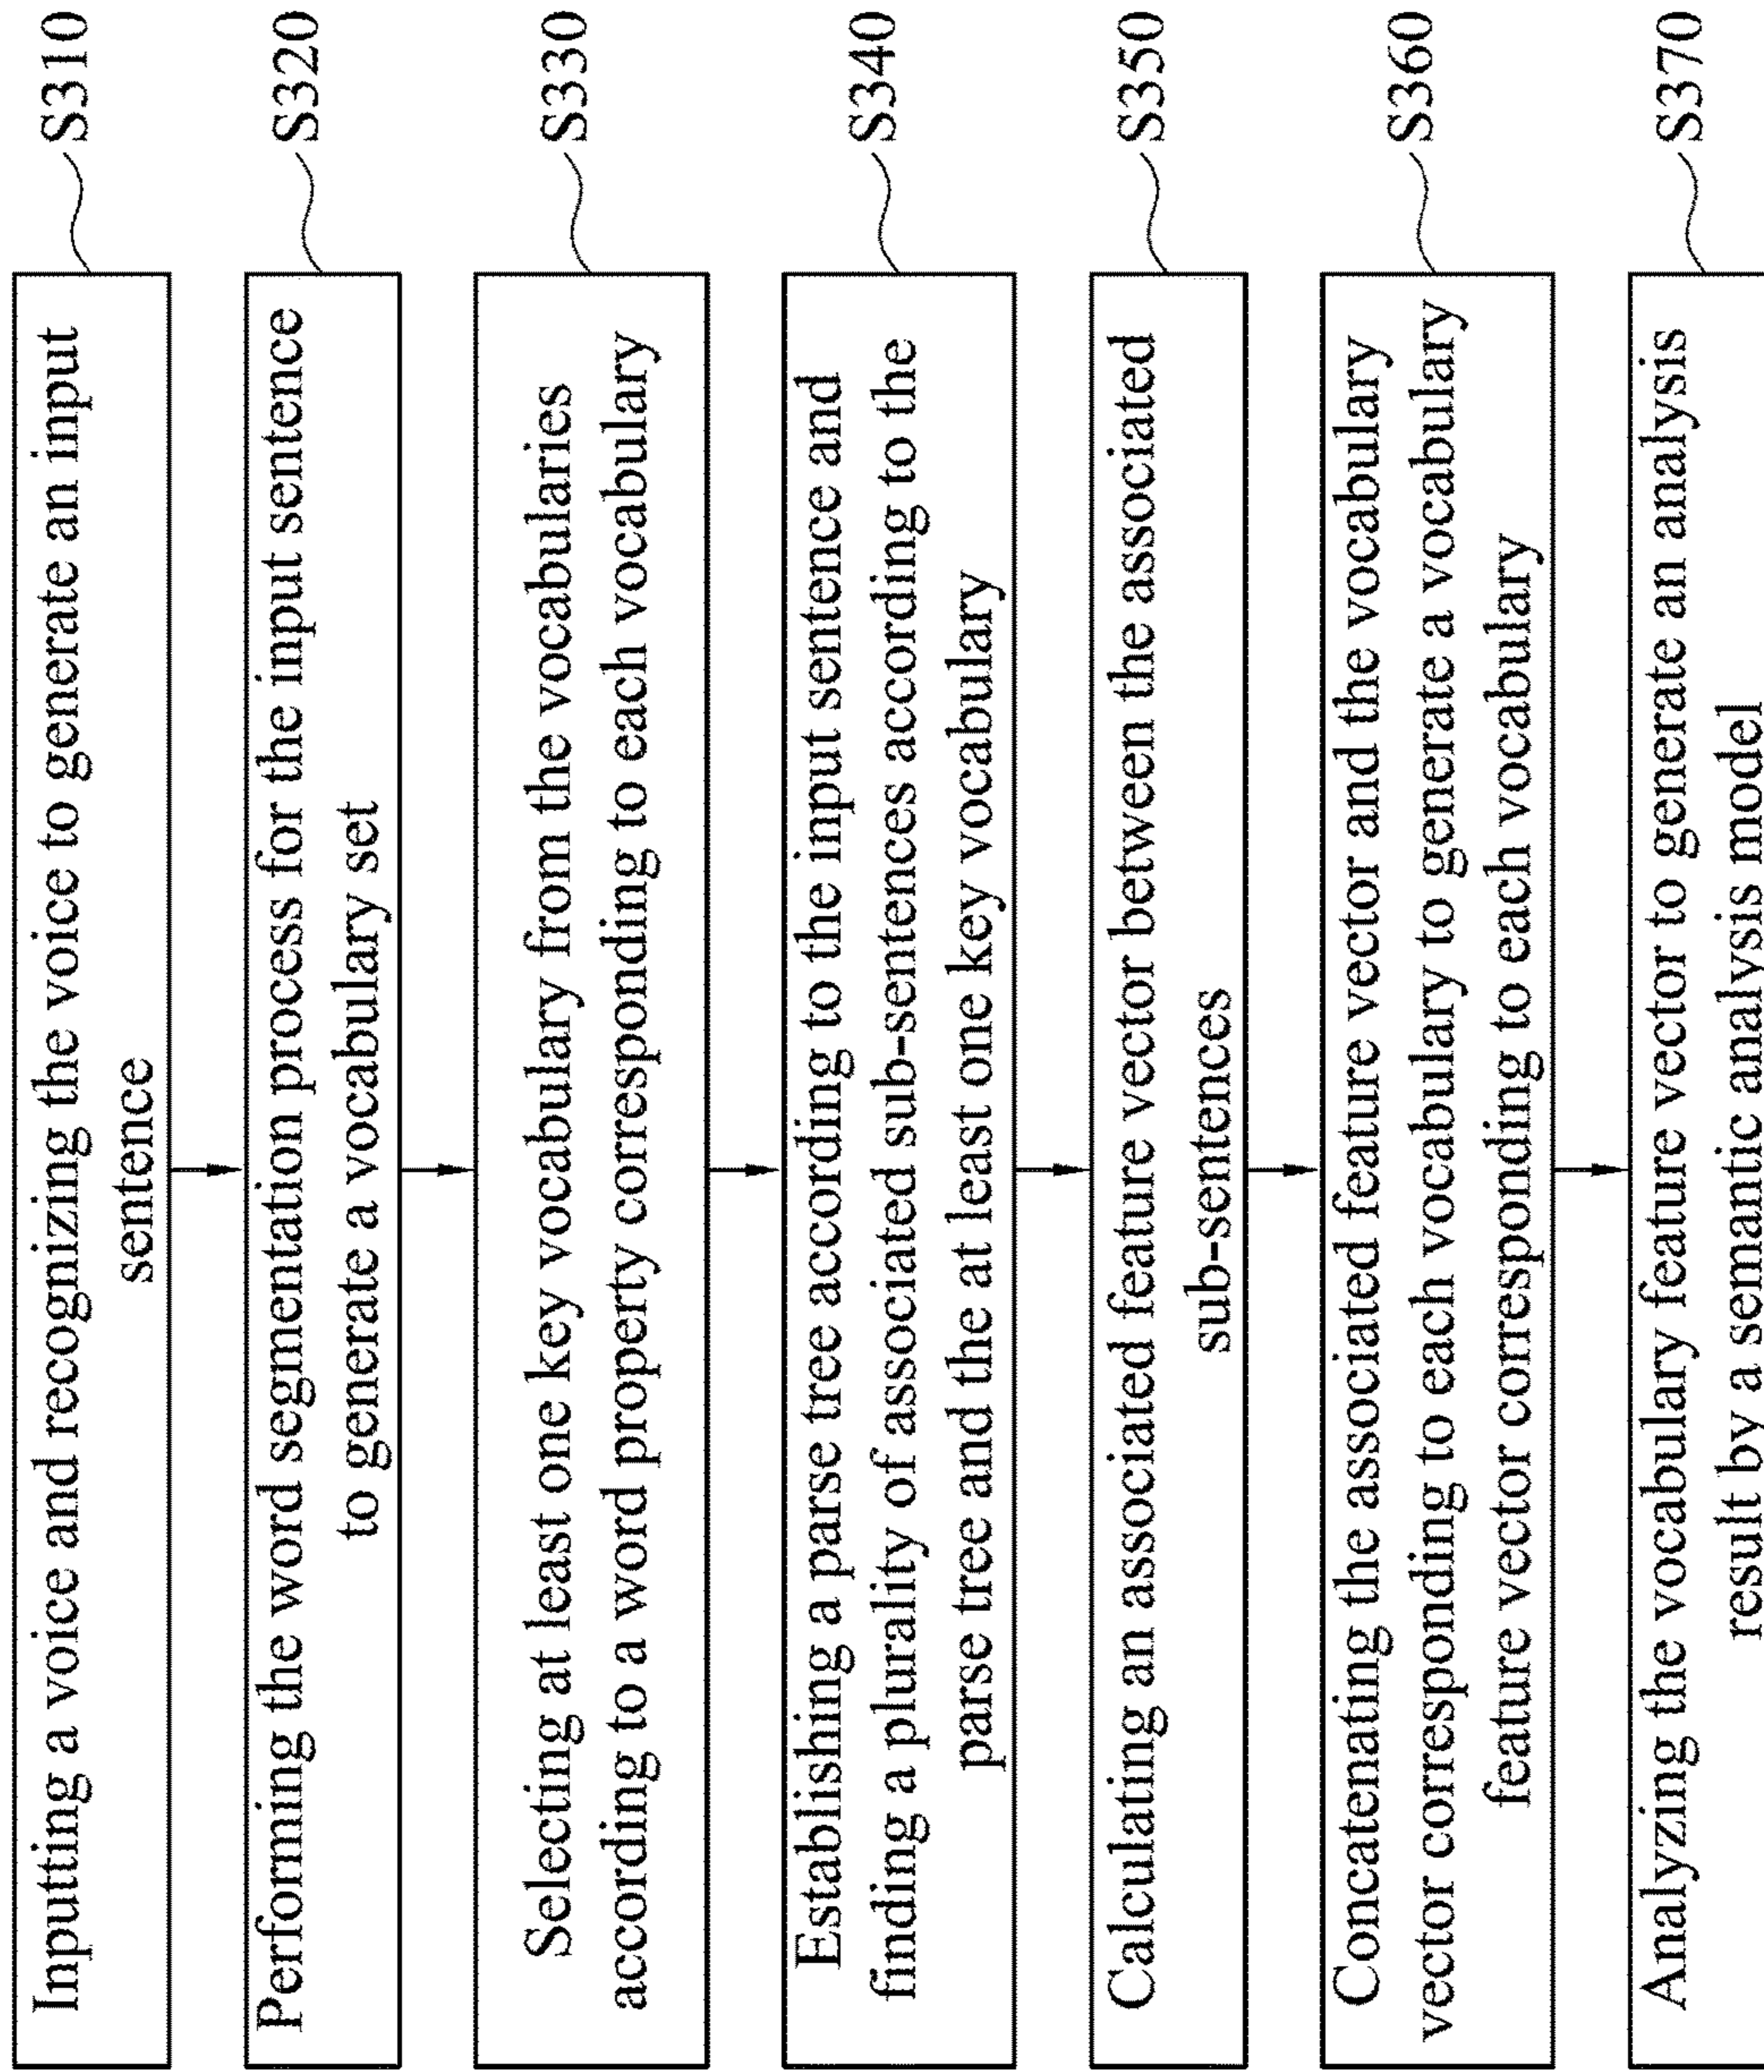 Inputting a voice and recognizing the voice to generate an input
sentence
S310
Performing the word segmentation process for the input sentence
to generate a vocabulary set
S320
Selecting at least one key vocabulary from the vocabularies
according to a word property corresponding to each vocabulary
S330
Establishing a parse tree according to the input sentence and
finding a plurality of associated sub-sentences according to the
parse tree and the at least one key vocabulary
S340
Calculating an associated feature vector between the associated
sub-sentences
S350
Concatenating the associated feature vector and the vocabulary
vector corresponding to each vocabulary to generate a vocabulary
feature vector corresponding to each vocabulary
S360
Analyzing the vocabulary feature vector to generate an analysis
result by a semantic analysis model
S370